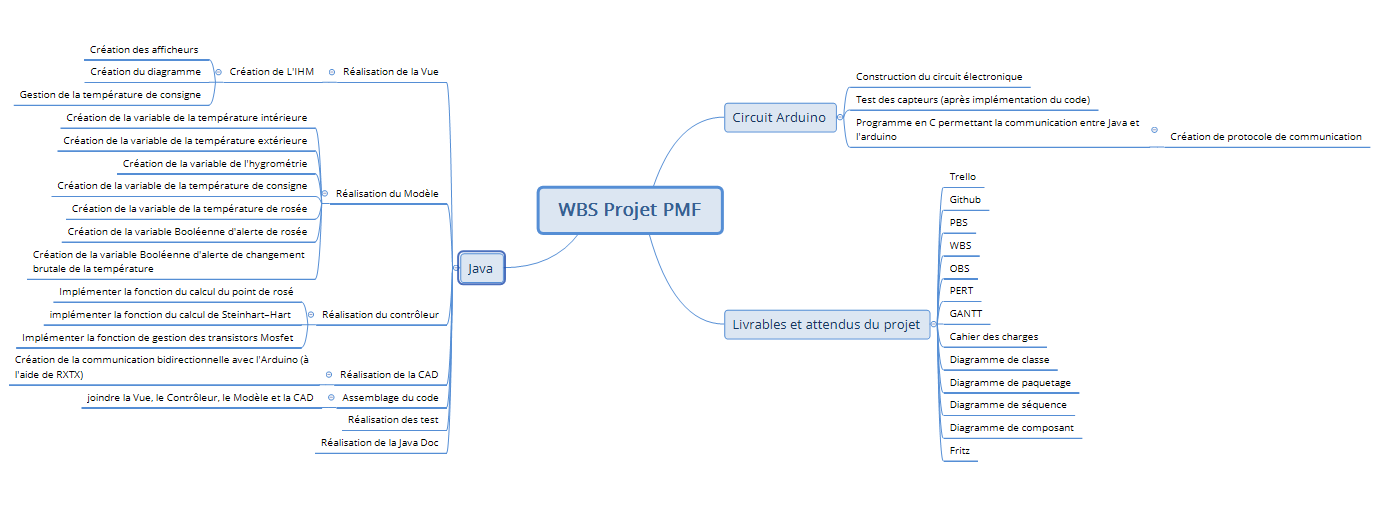 WBS Projet PMF
Java
Réalisation de la Vue
Création de L'IHM
Création des afficheurs
Création du diagramme
Gestion de la température de consigne
Réalisation du Modèle
Création de la variable de la température intérieure
Création de la variable de la température extérieure
Création de la variable de l'hygrométrie
Création de la variable de la température de consigne
Création de la variable de la température de rosée
Création de la variable Booléenne d'alerte de rosée
Création de la variable Booléenne d'alerte de changement
brutale de la température
Réalisation du contrôleur
Implémenter la fonction du calcul du point de rosé
implémenter la fonction du calcul de Steinhart–Hart
Implémenter la fonction de gestion des transistors Mosfet
Réalisation de la CAD
Création de la communication bidirectionnelle avec l'Arduino (à
l'aide de RXTX)
Assemblage du code
joindre la Vue, le Contrôleur, le Modèle et la CAD
Réalisation des test
Réalisation de la Java Doc
Circuit Arduino
Construction du circuit électronique
Test des capteurs (après implémentation du code)
Programme en C permettant la communication entre Java et
l'arduino
Création de protocole de communication
Livrables et attendus du projet
Trello
Github
PBS
WBS
OBS
PERT
GANTT
Cahier des charges
Diagramme de classe
Diagramme de paquetage
Diagramme de séquence
Diagramme de composant
Fritz